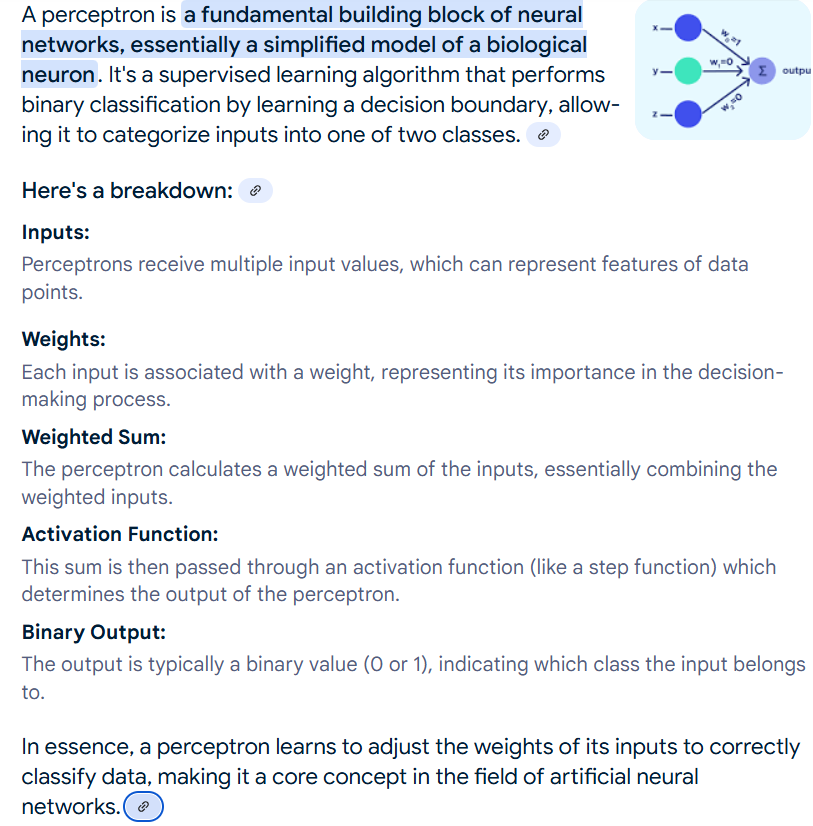 A perceptron is a fundamental building block of neural
networks, essentially a simplified model of a biological
neuron. It's a supervised learning algorithm that performs
binary classification by learning a decision boundary, allow-
ing it to categorize inputs into one of two classes.
x
y
z
w₀=1
w₁=0
w₂=0
Σ
outpu
Here's a breakdown:
Inputs:
Perceptrons receive multiple input values, which can represent features of data
points.
Weights:
Each input is associated with a weight, representing its importance in the decision-
making process.
Weighted Sum:
The perceptron calculates a weighted sum of the inputs, essentially combining the
weighted inputs.
Activation Function:
This sum is then passed through an activation function (like a step function) which
determines the output of the perceptron.
Binary Output:
The output is typically a binary value (0 or 1), indicating which class the input belongs
to.
In essence, a perceptron learns to adjust the weights of its inputs to correctly
classify data, making it a core concept in the field of artificial neural
networks.